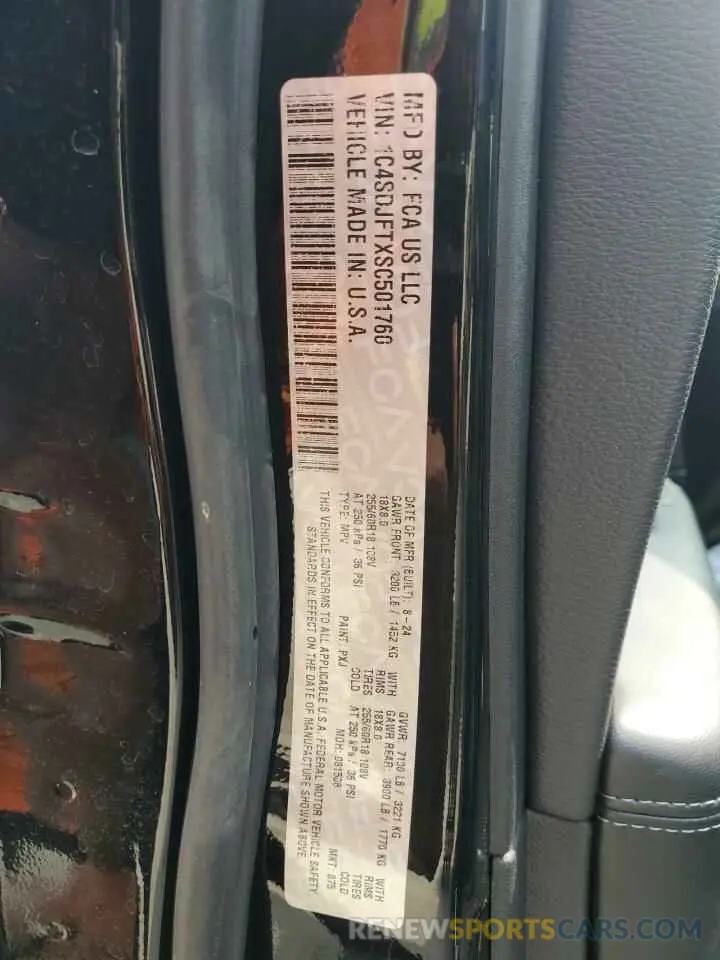 MFD BY: FCA US LLC
VIN: 1C4SDJFTXSC501760
VEHICLE MADE IN: U.S.A.
DATE OF MFR (BUILT): 8-24 GVWR: 7100 LB / 3221 KG
GAWR FRONT: 3200 LB / 1452 KG WITH GAWR REAR: 3900 LB / 1770 KG WITH
18X8.0 RIMS 18X8.0 RIMS
255/60R18 108V TIRES 255/60R18 108V TIRES
AT 250 kPa / 36 PSI COLD AT 250 kPa / 36 PSI COLD
TYPE: MPV PAINT: PXJ MDH: 081508 MKT: 875
THIS VEHICLE CONFORMS TO ALL APPLICABLE U.S.A. FEDERAL MOTOR VEHICLE SAFETY
STANDARDS IN EFFECT ON THE DATE OF MANUFACTURE SHOWN ABOVE
RENEWSPORTSCARS.COM